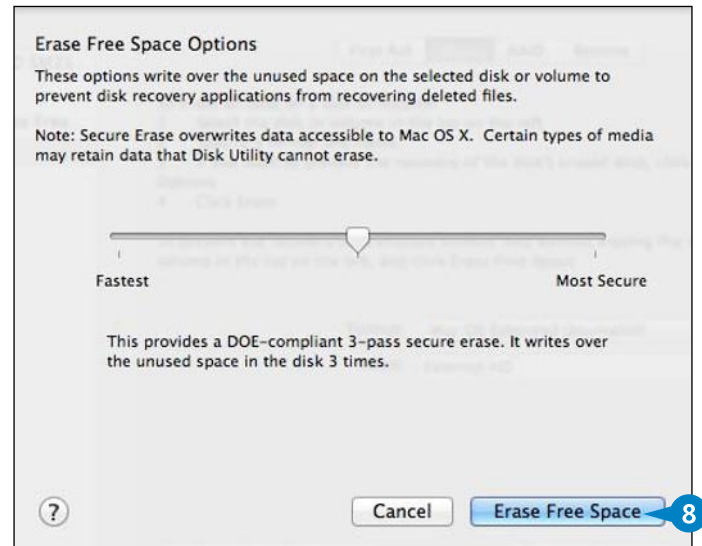 Erase Free Space Options
These options write over the unused space on the selected disk or volume to
prevent disk recovery applications from recovering deleted files.
Note: Secure Erase overwrites data accessible to Mac OS X. Certain types of media
may retain data that Disk Utility cannot erase.
Fastest
Most Secure
This provides a DOE-compliant 3-pass secure erase. It writes over
the unused space in the disk 3 times.
?
Cancel
Erase Free Space
8